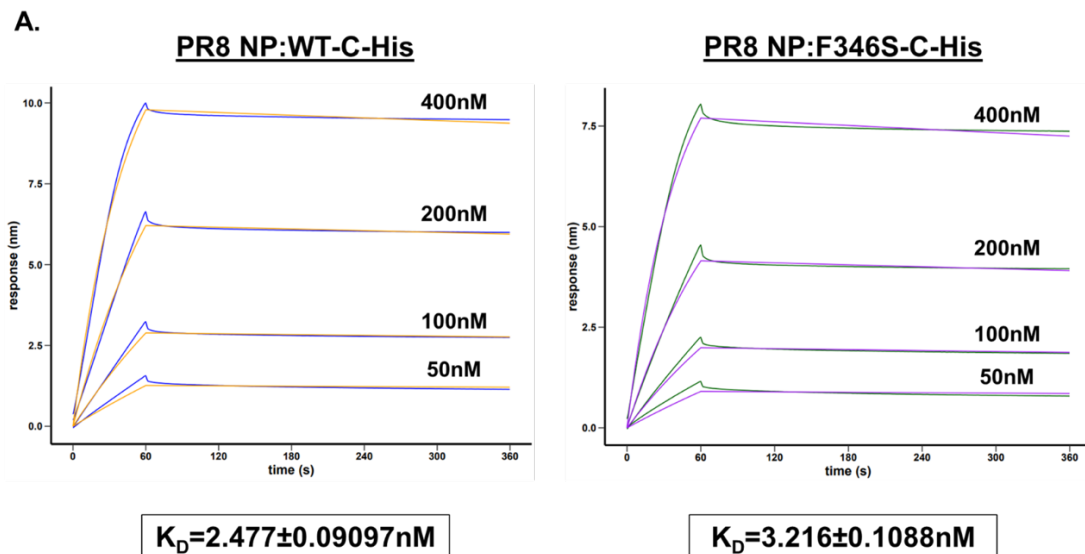 A.
PR8 NP:WT-C-His
PR8 NP:F346S-C-His
10.0
7.5
5.0
2.5
0.0
response (nm)
400nM
200nM
100nM
50nM
0
60
120
180
240
300
360
time (s)
7.5
5.0
2.5
0.0
response (nm)
400nM
200nM
100nM
50nM
0
60
120
180
240
300
360
time (s)
K_D=2.477±0.09097nM
K_D=3.216±0.1088nM